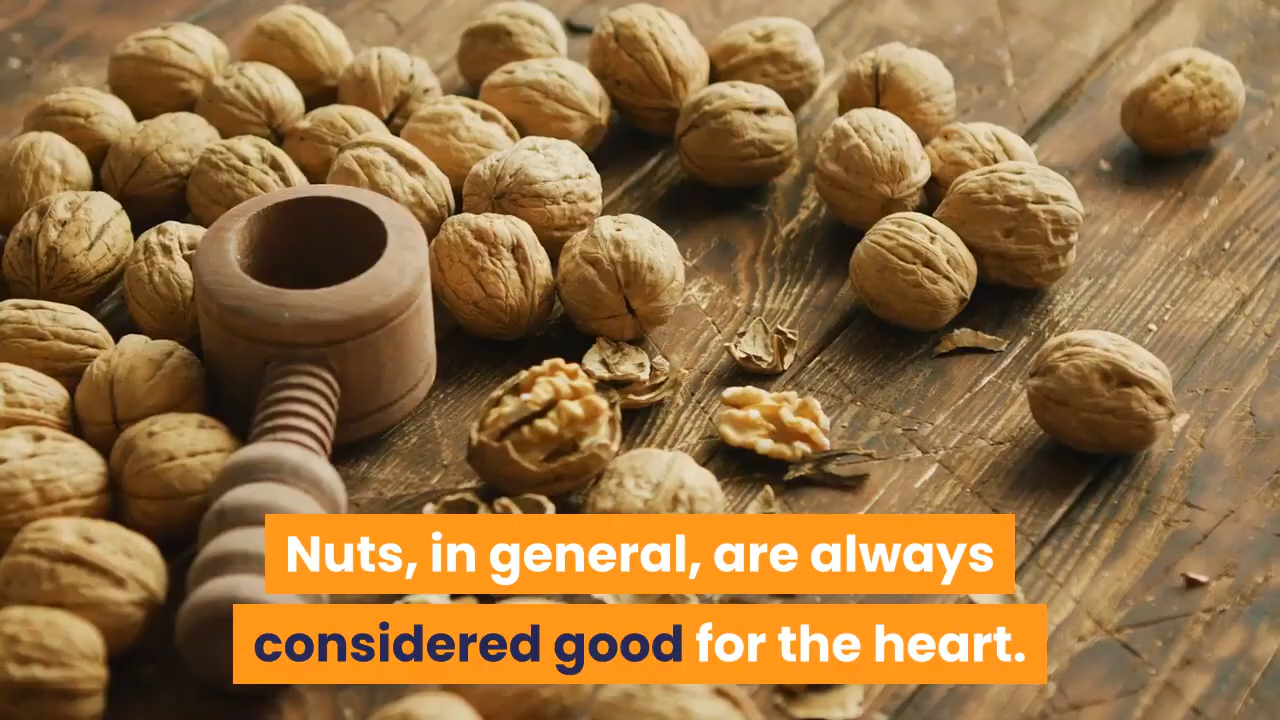 Nuts, in general, are always
considered good for the heart.